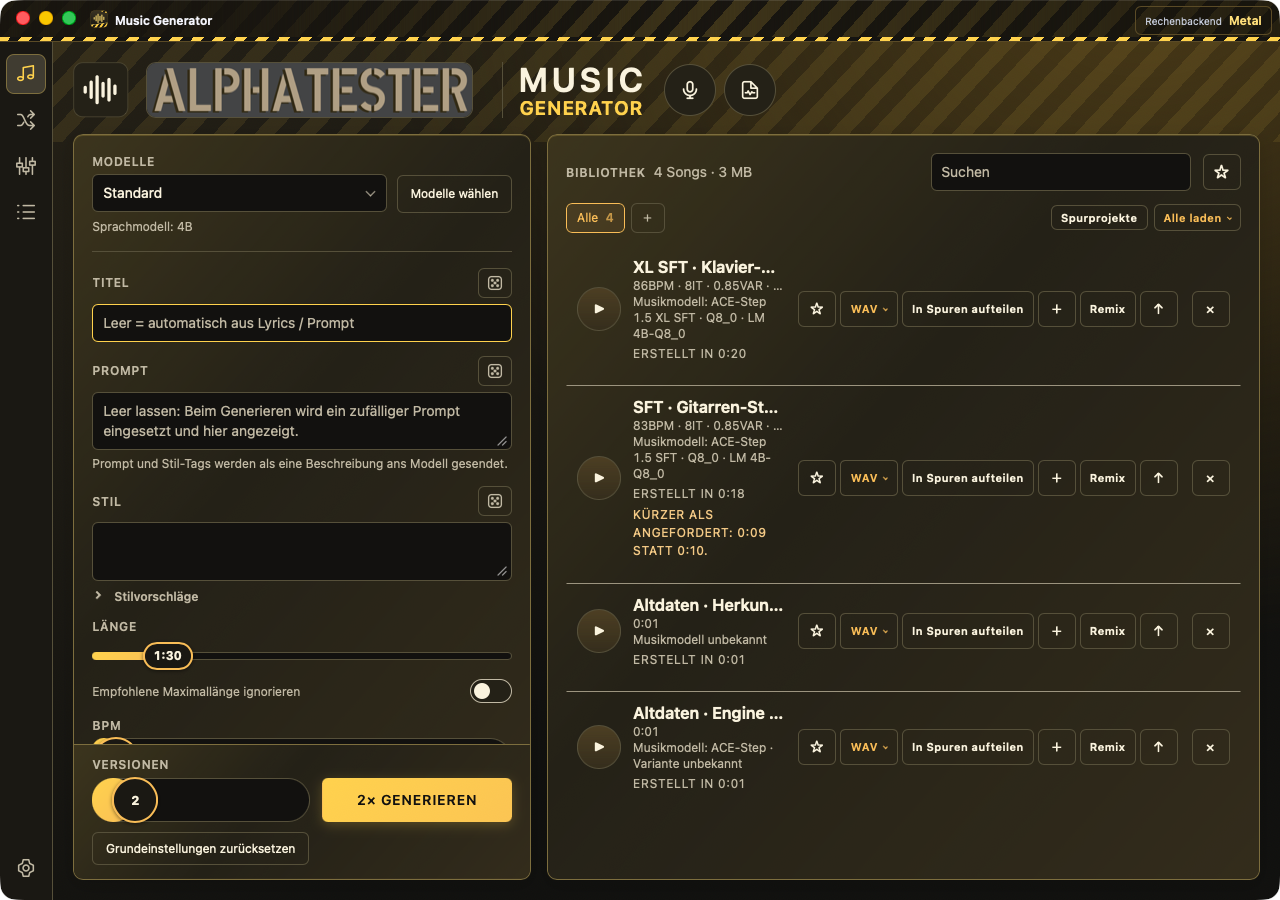 Music Generator
Rechenbackend Metal
ALPHATESTER
MUSIC
GENERATOR
MODELLE
Standard
Modelle wählen
Sprachmodell: 4B
TITEL
Leer = automatisch aus Lyrics / Prompt
PROMPT
Leer lassen: Beim Generieren wird ein zufälliger Prompt
eingesetzt und hier angezeigt.
Prompt und Stil-Tags werden als eine Beschreibung ans Modell gesendet.
STIL
Stilvorschläge
LÄNGE
1:30
Empfohlene Maximallänge ignorieren
BPM
VERSIONEN
2
2× GENERIEREN
Grundeinstellungen zurücksetzen
BIBLIOTHEK 4 Songs · 3 MB
Suchen
Alle 4
+
Spurprojekte
Alle laden
XL SFT · Klavier-...
86BPM · 8IT · 0.85VAR · ...
Musikmodell: ACE-Step
1.5 XL SFT · Q8_0 · LM
4B-Q8_0
ERSTELLT IN 0:20
WAV
In Spuren aufteilen
+
Remix
SFT · Gitarren-St...
83BPM · 8IT · 0.85VAR · ...
Musikmodell: ACE-Step
1.5 SFT · Q8_0 · LM 4B-
Q8_0
ERSTELLT IN 0:18
KÜRZER ALS
ANGEFORDERT: 0:09
STATT 0:10.
WAV
In Spuren aufteilen
+
Remix
Altdaten · Herkun...
0:01
Musikmodell unbekannt
ERSTELLT IN 0:01
WAV
In Spuren aufteilen
+
Remix
Altdaten · Engine ...
0:01
Musikmodell: ACE-Step ·
Variante unbekannt
ERSTELLT IN 0:01
WAV
In Spuren aufteilen
+
Remix